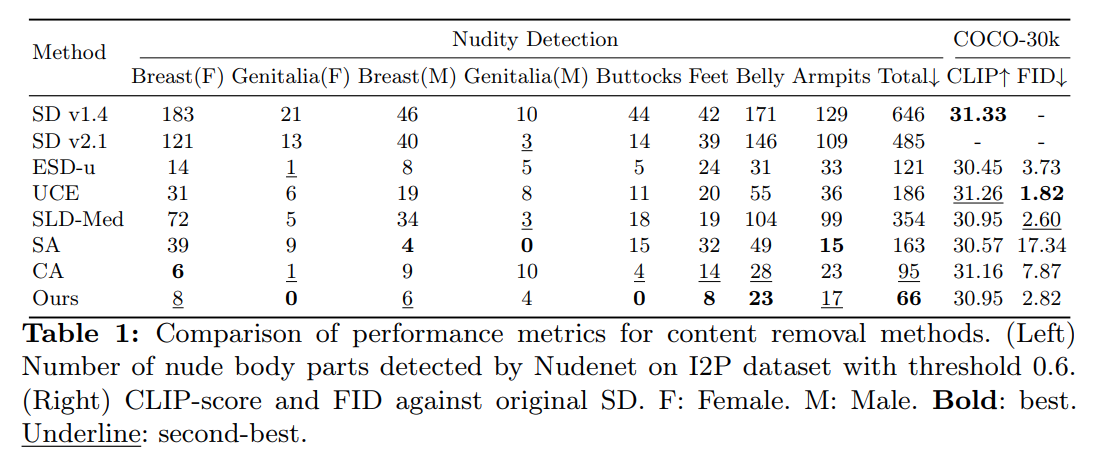 Method Nudity Detection COCO-30k
Breast(F) Genitalia(F) Breast(M) Genitalia(M) Buttocks Feet Belly Armpits Total↓ CLIP↑ FID↓
SD v1.4 183 21 46 10 44 42 171 129 646 31.33 -
SD v2.1 121 13 40 3 14 39 146 109 485 - -
ESD-u 14 1 8 5 5 24 31 33 121 30.45 3.73
UCE 31 6 19 8 11 20 55 36 186 31.26 1.82
SLD-Med 72 5 34 3 18 19 104 99 354 30.95 2.60
SA 39 9 4 0 15 32 49 15 163 30.57 17.34
CA 6 1 9 10 4 14 28 23 95 31.16 7.87
Ours 8 0 6 4 0 8 23 17 66 30.95 2.82
Table 1: Comparison of performance metrics for content removal methods. (Left)
Number of nude body parts detected by Nudenet on I2P dataset with threshold 0.6.
(Right) CLIP-score and FID against original SD. F: Female. M: Male. Bold: best.
Underline: second-best.